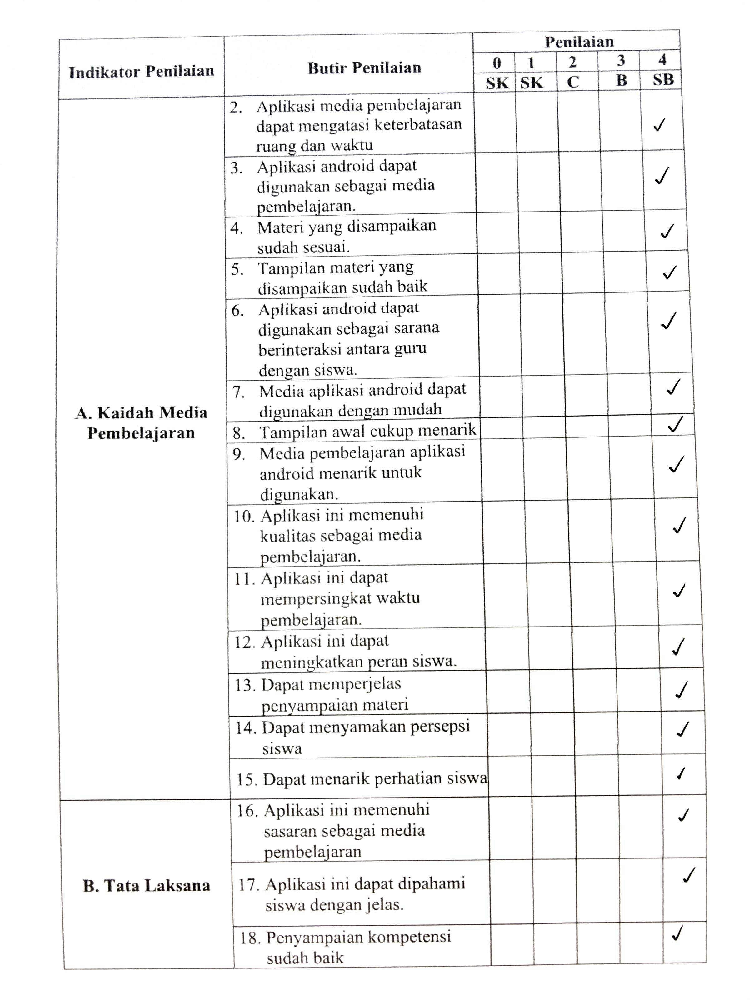 Indikator Penilaian
Butir Penilaian
Penilaian
0 1 2 3 4
SK SK C B SB
A. Kaidah Media
Pembelajaran
2. Aplikasi media pembelajaran
dapat mengatasi keterbatasan
ruang dan waktu
✓
3. Aplikasi android dapat
digunakan sebagai media
pembelajaran.
✓
4. Materi yang disampaikan
sudah sesuai.
✓
5. Tampilan materi yang
disampaikan sudah baik
✓
6. Aplikasi android dapat
digunakan sebagai sarana
berinteraksi antara guru
dengan siswa.
✓
7. Media aplikasi android dapat
digunakan dengan mudah
✓
8. Tampilan awal cukup menarik
✓
9. Media pembelajaran aplikasi
android menarik untuk
digunakan.
✓
10. Aplikasi ini memenuhi
kualitas sebagai media
pembelajaran.
✓
11. Aplikasi ini dapat
mempersingkat waktu
pembelajaran.
✓
12. Aplikasi ini dapat
meningkatkan peran siswa.
✓
13. Dapat memperjelas
penyampaian materi
✓
14. Dapat menyamakan persepsi
siswa
✓
15. Dapat menarik perhatian siswa
✓
B. Tata Laksana
16. Aplikasi ini memenuhi
sasaran sebagai media
pembelajaran
✓
17. Aplikasi ini dapat dipahami
siswa dengan jelas.
✓
18. Penyampaian kompetensi
sudah baik
✓